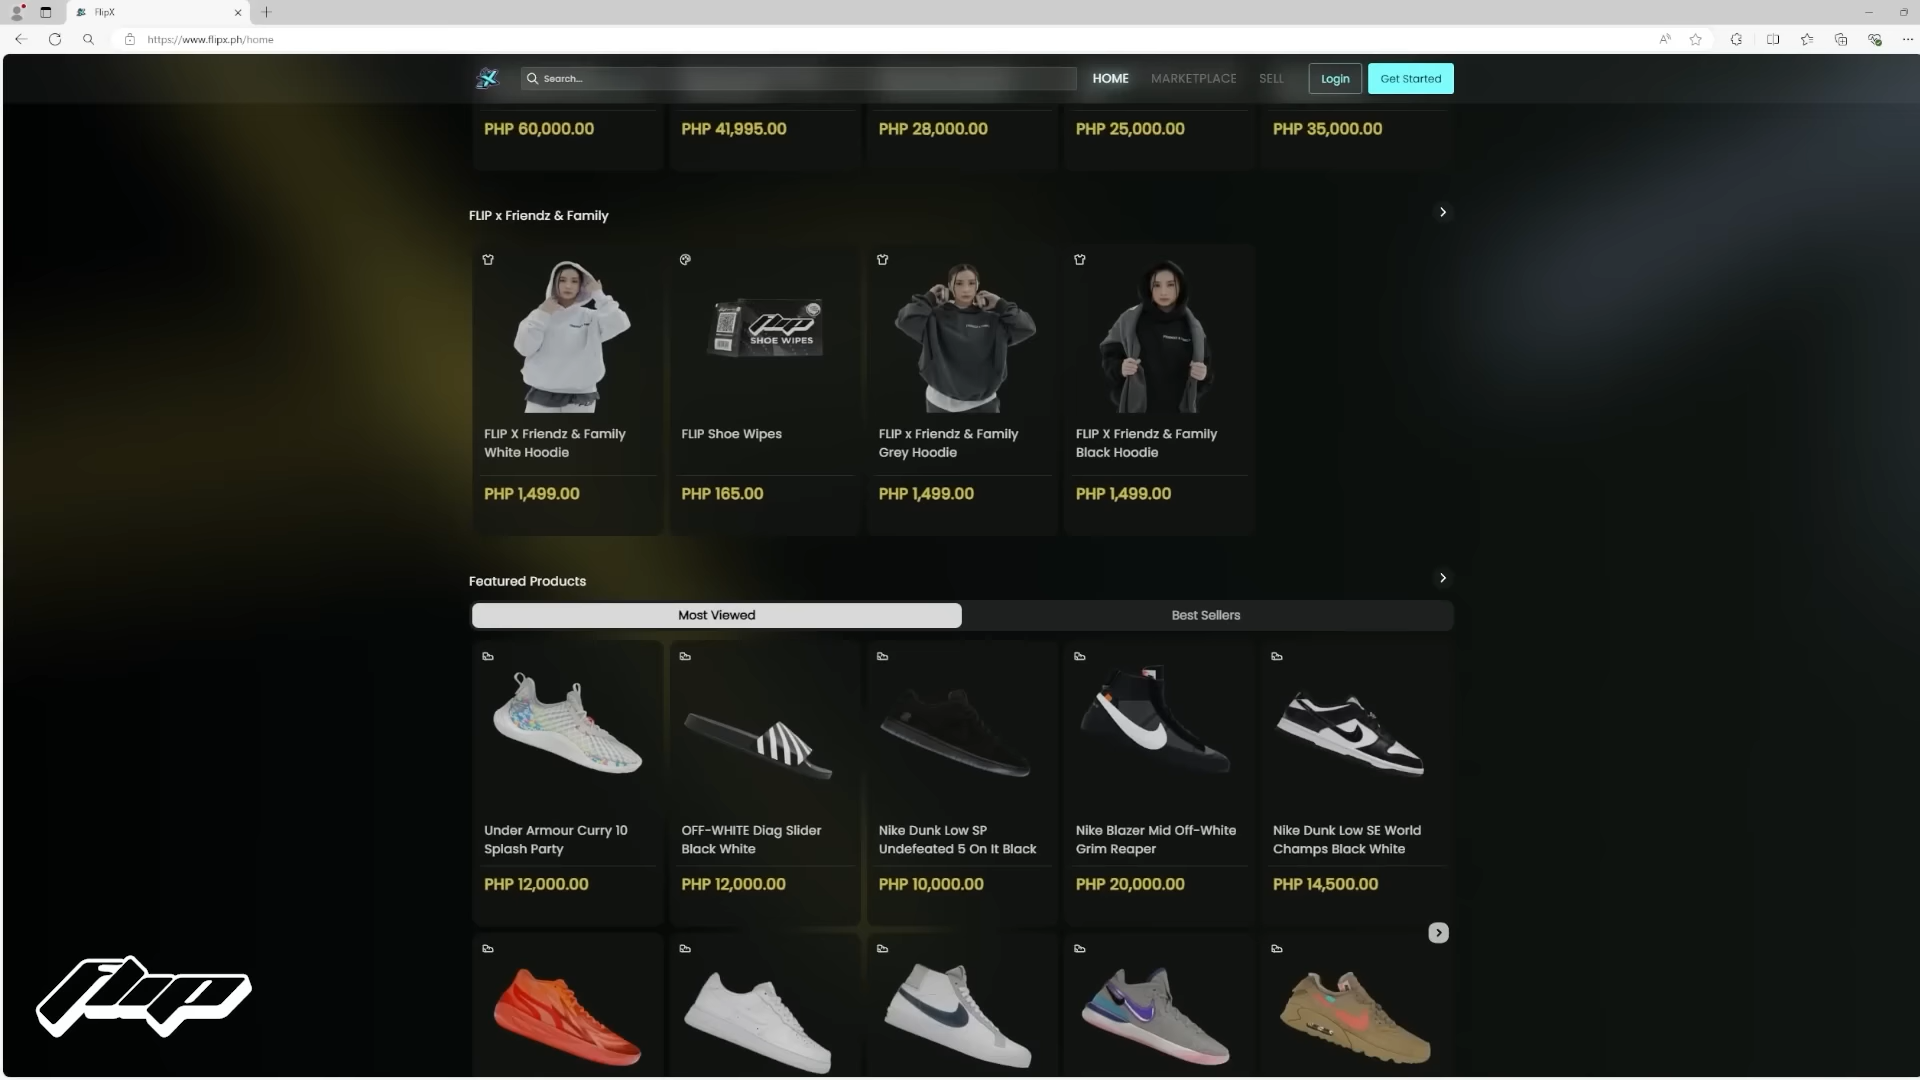 FlipX
https://www.flipx.ph/home
Search...
HOME
MARKETPLACE
SELL
Login
Get Started
PHP 60,000.00
PHP 41,995.00
PHP 28,000.00
PHP 25,000.00
PHP 35,000.00
FLIP x Friendz & Family
flip
SHOE WIPES
FLIP X Friendz & Family
White Hoodie
FLIP Shoe Wipes
FLIP x Friendz & Family
Grey Hoodie
FLIP X Friendz & Family
Black Hoodie
PHP 1,499.00
PHP 165.00
PHP 1,499.00
PHP 1,499.00
Featured Products
Most Viewed
Best Sellers
Under Armour Curry 10
Splash Party
OFF-WHITE Diag Slider
Black White
Nike Dunk Low SP
Undefeated 5 On It Black
Nike Blazer Mid Off-White
Grim Reaper
Nike Dunk Low SE World
Champs Black White
PHP 12,000.00
PHP 12,000.00
PHP 10,000.00
PHP 20,000.00
PHP 14,500.00
flip